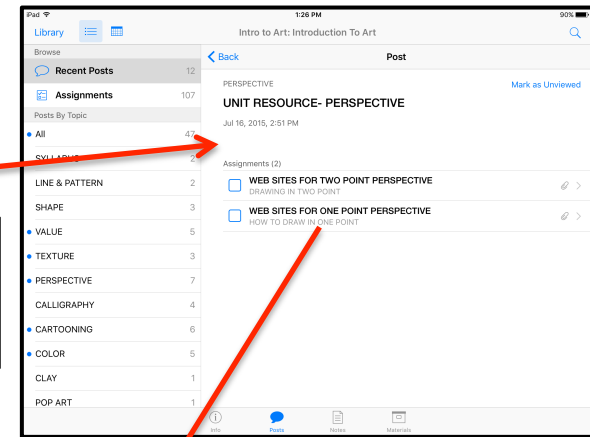 iPad 1:26 PM 90%
Library Intro to Art: Introduction To Art
Browse
Recent Posts 12
Assignments 107
Posts By Topic
All 47
SYLLABUS 2
LINE & PATTERN 2
SHAPE 3
VALUE 5
TEXTURE 3
PERSPECTIVE 7
CALLIGRAPHY 4
CARTOONING 6
COLOR 5
CLAY 1
POP ART 1
Back Post
PERSPECTIVE Mark as Unviewed
UNIT RESOURCE- PERSPECTIVE
Jul 16, 2015, 2:51 PM
Assignments (2)
WEB SITES FOR TWO POINT PERSPECTIVE
DRAWING IN TWO POINT
WEB SITES FOR ONE POINT PERSPECTIVE
HOW TO DRAW IN ONE POINT
Info Posts Notes Materials